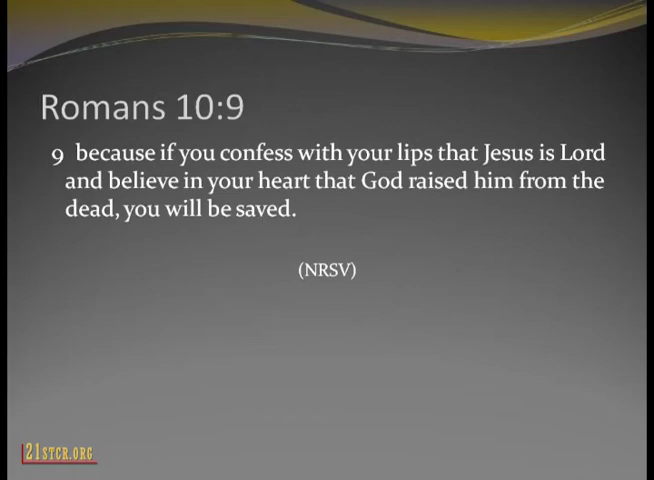 Romans 10:9
9 because if you confess with your lips that Jesus is Lord
and believe in your heart that God raised him from the
dead, you will be saved.
(NRSV)
21STCR.ORG